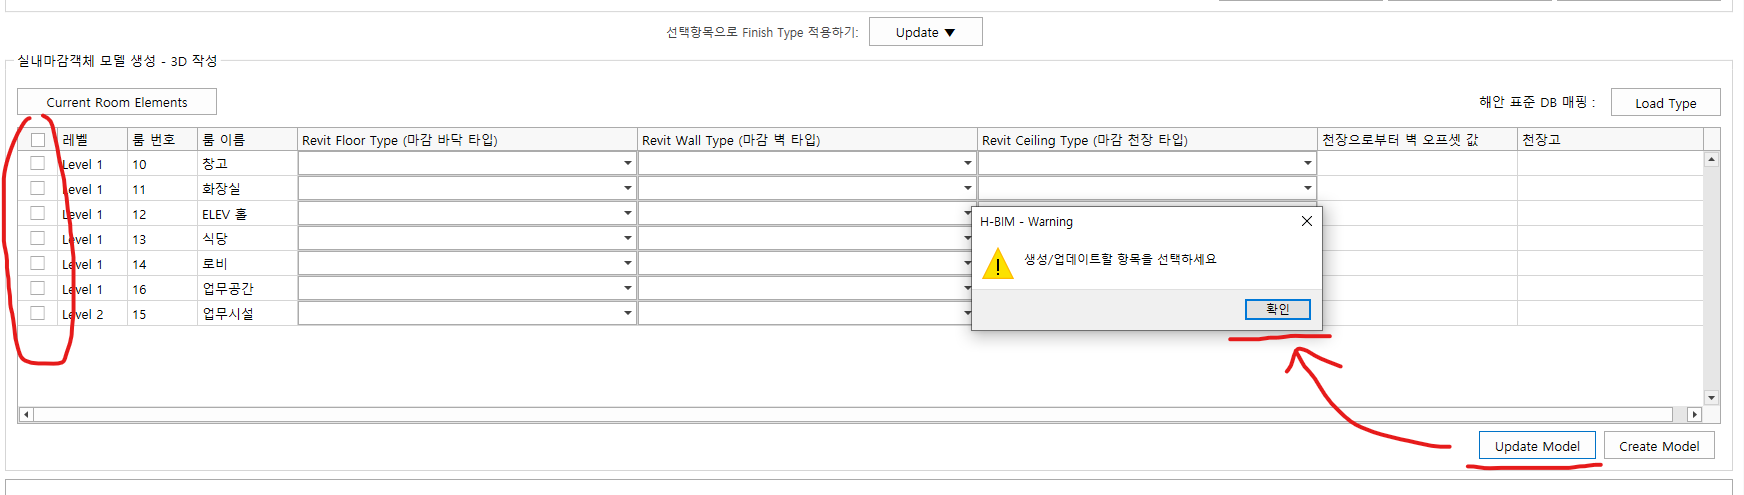 선택항목으로 Finish Type 적용하기: Update ▼
실내마감객체 모델 생성 - 3D 작성
Current Room Elements 해안 표준 DB 매핑 : Load Type
레벨 룸 번호 룸 이름 Revit Floor Type (마감 바닥 타입) Revit Wall Type (마감 벽 타입) Revit Ceiling Type (마감 천장 타입) 천장으로부터 벽 오프셋 값 천장고
Level 1 10 창고
Level 1 11 화장실
Level 1 12 ELEV 홀
Level 1 13 식당
Level 1 14 로비
Level 1 16 업무공간
Level 2 15 업무시설
H-BIM - Warning
생성/업데이트할 항목을 선택하세요
확인
Update Model Create Model